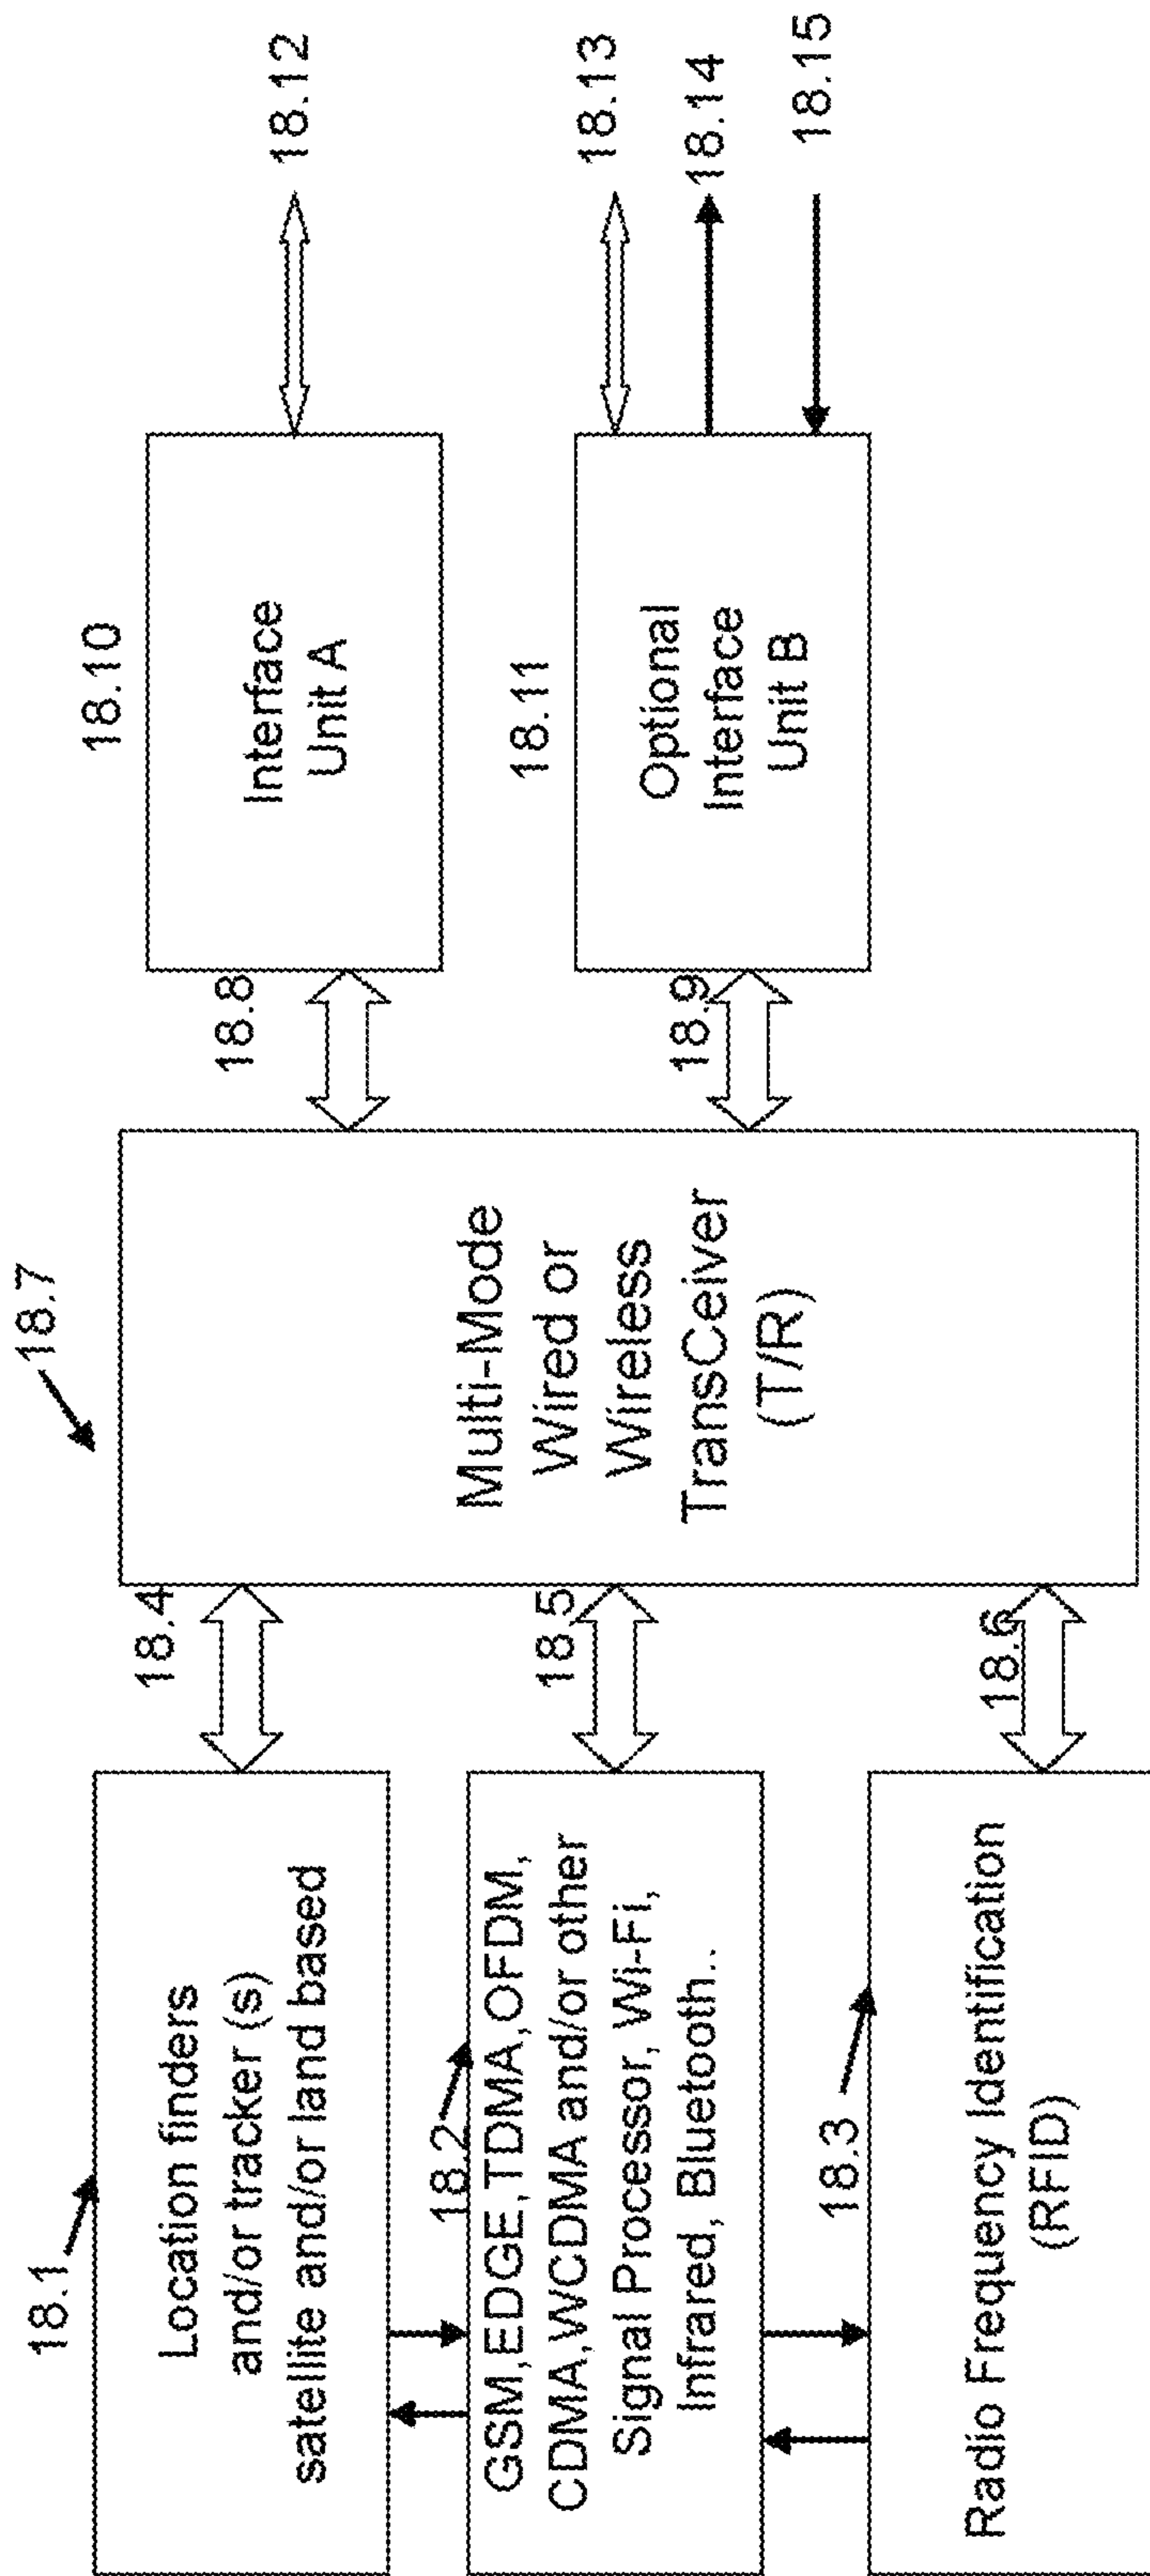 18.1
Location finders
and/or tracker (s)
satellite and/or land based
18.2
GSM,EDGE,TDMA,OFDM,
CDMA,WCDMA and/or other
Signal Processor, Wi-Fi,
Infrared, Bluetooth..
18.3
Radio Frequency Identification
(RFID)
18.4
18.5
18.6
18.7
Multi-Mode
Wired or
Wireless
TransCeiver
(T/R)
18.8
18.9
18.10
Interface
Unit A
18.11
Optional
Interface
Unit B
18.12
18.13
18.14
18.15